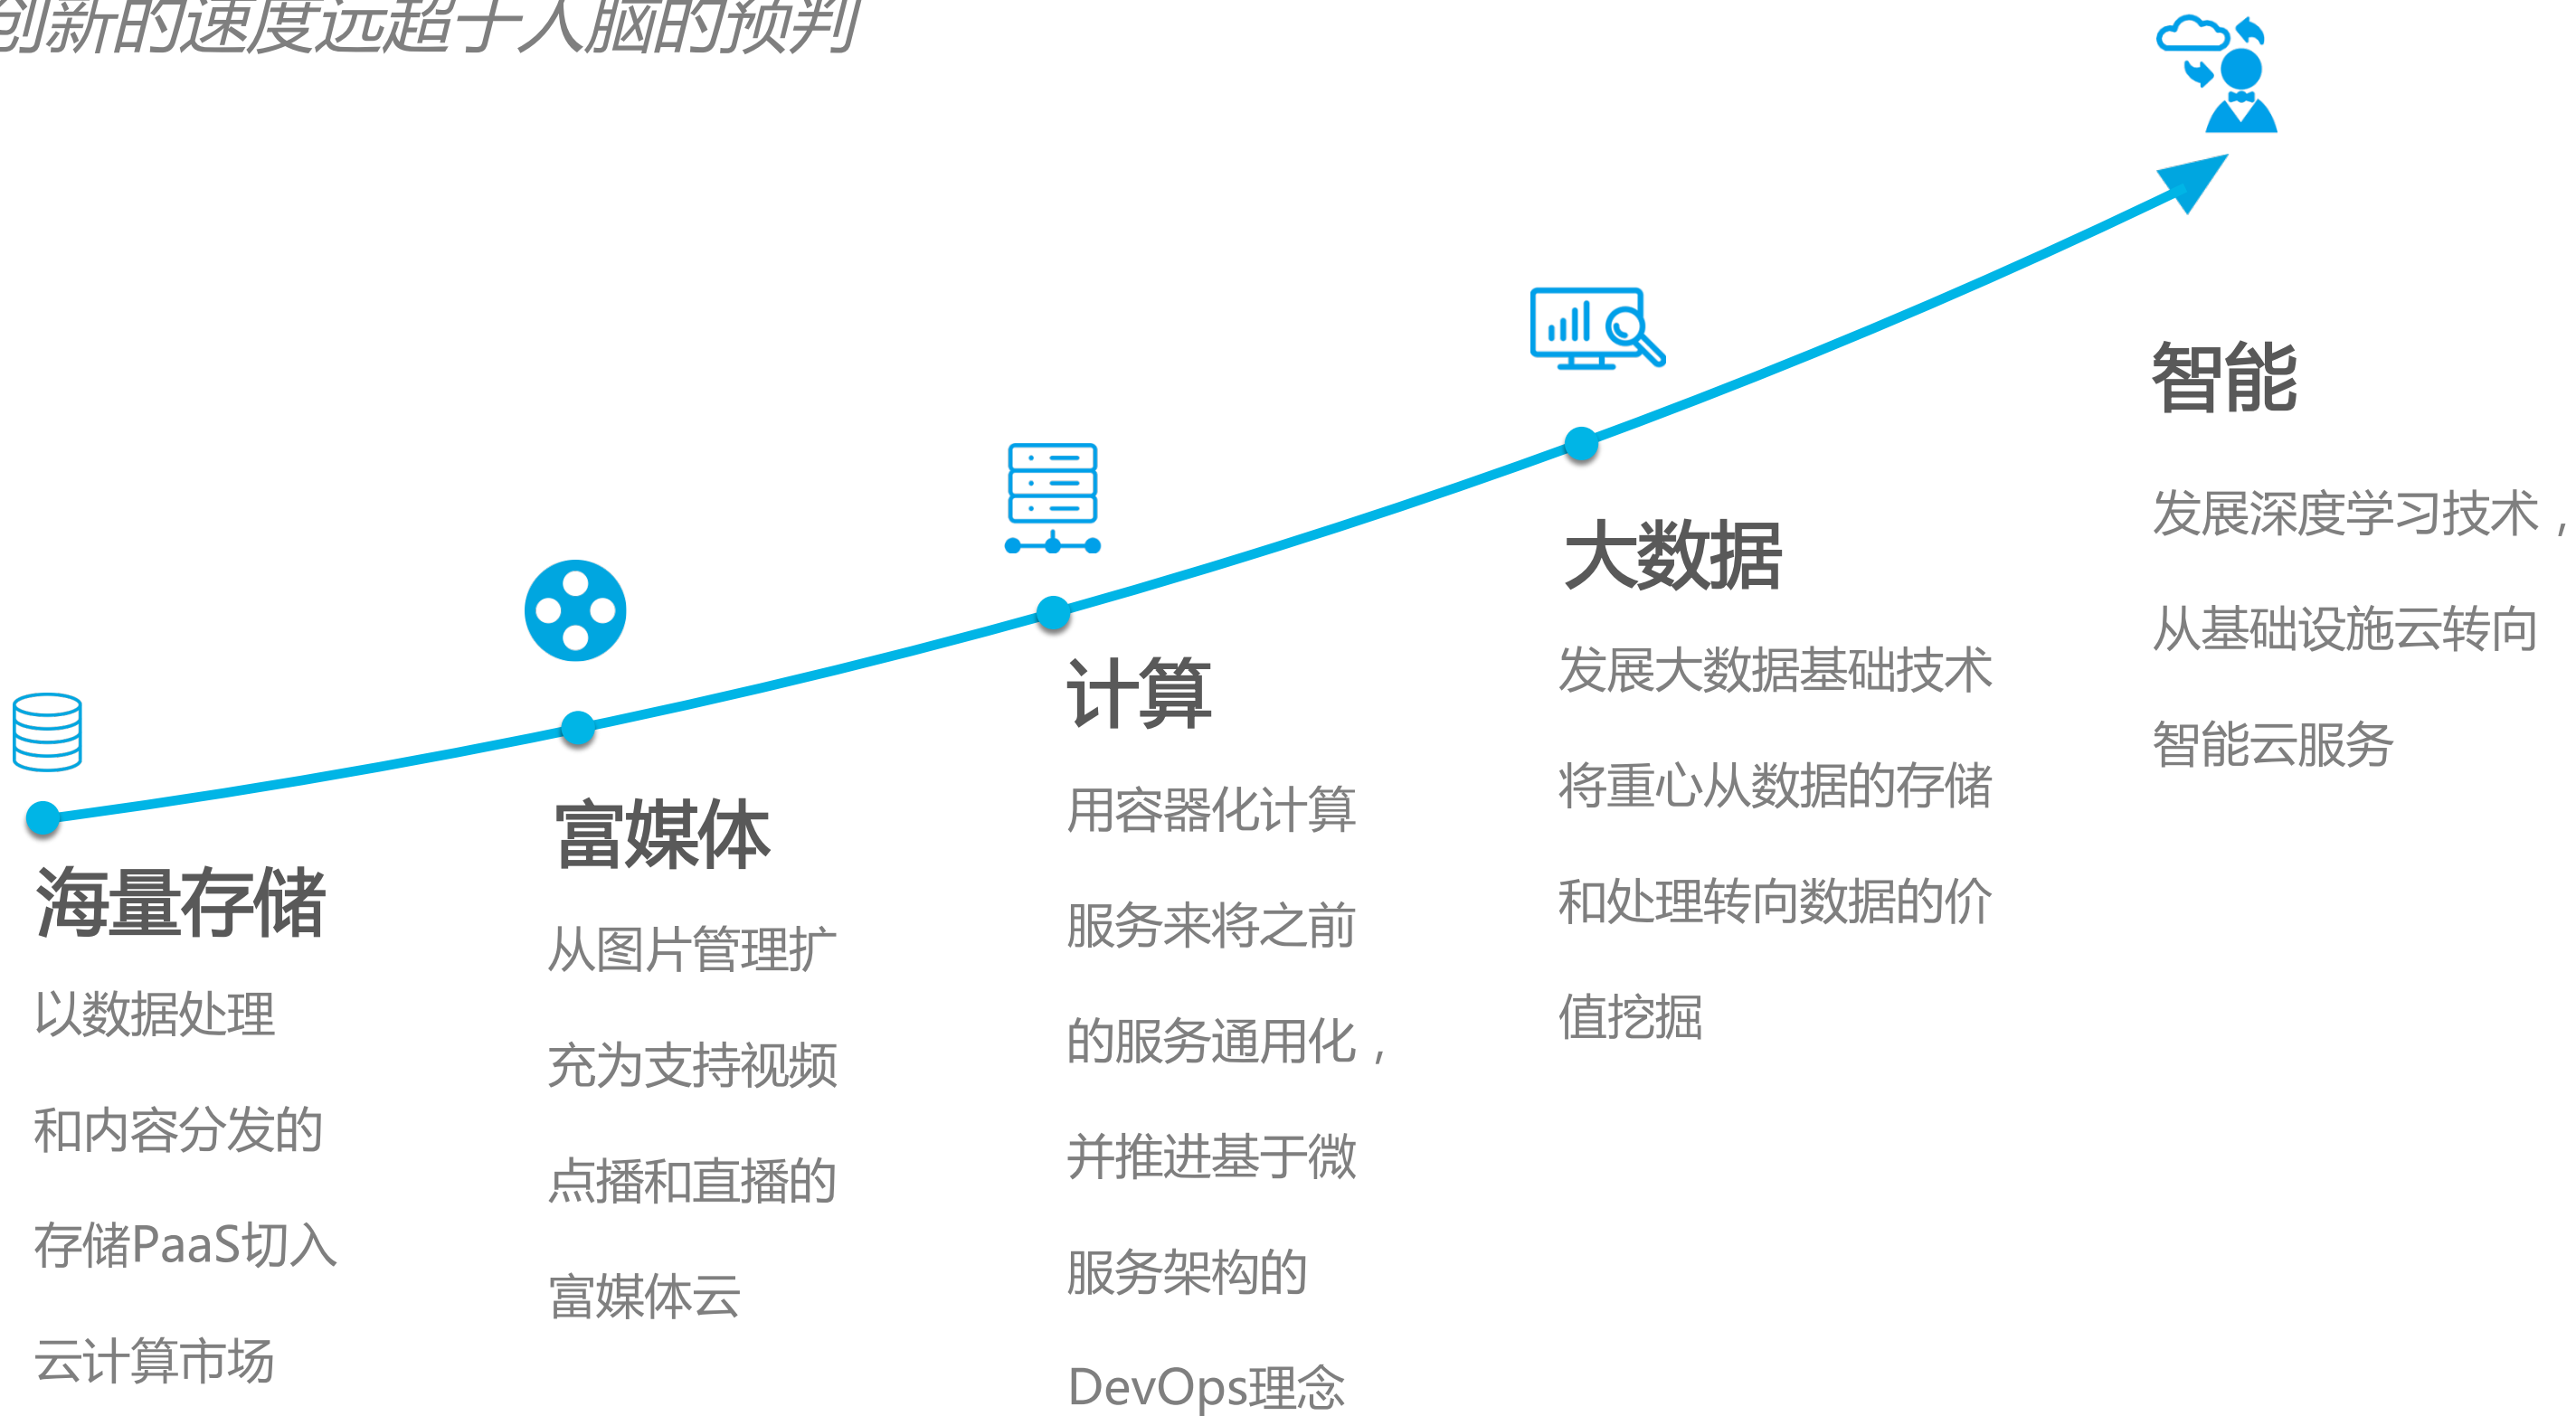 创新的速度远超于人脑的预判
海量存储
以数据处理
和内容分发的
存储PaaS切入
云计算市场
富媒体
从图片管理扩
充为支持视频
点播和直播的
富媒体云
计算
用容器化计算
服务来将之前
的服务通用化，
并推进基于微
服务架构的
DevOps理念
大数据
发展大数据基础技术
将重心从数据的存储
和处理转向数据的价
值挖掘
智能
发展深度学习技术，
从基础设施云转向
智能云服务